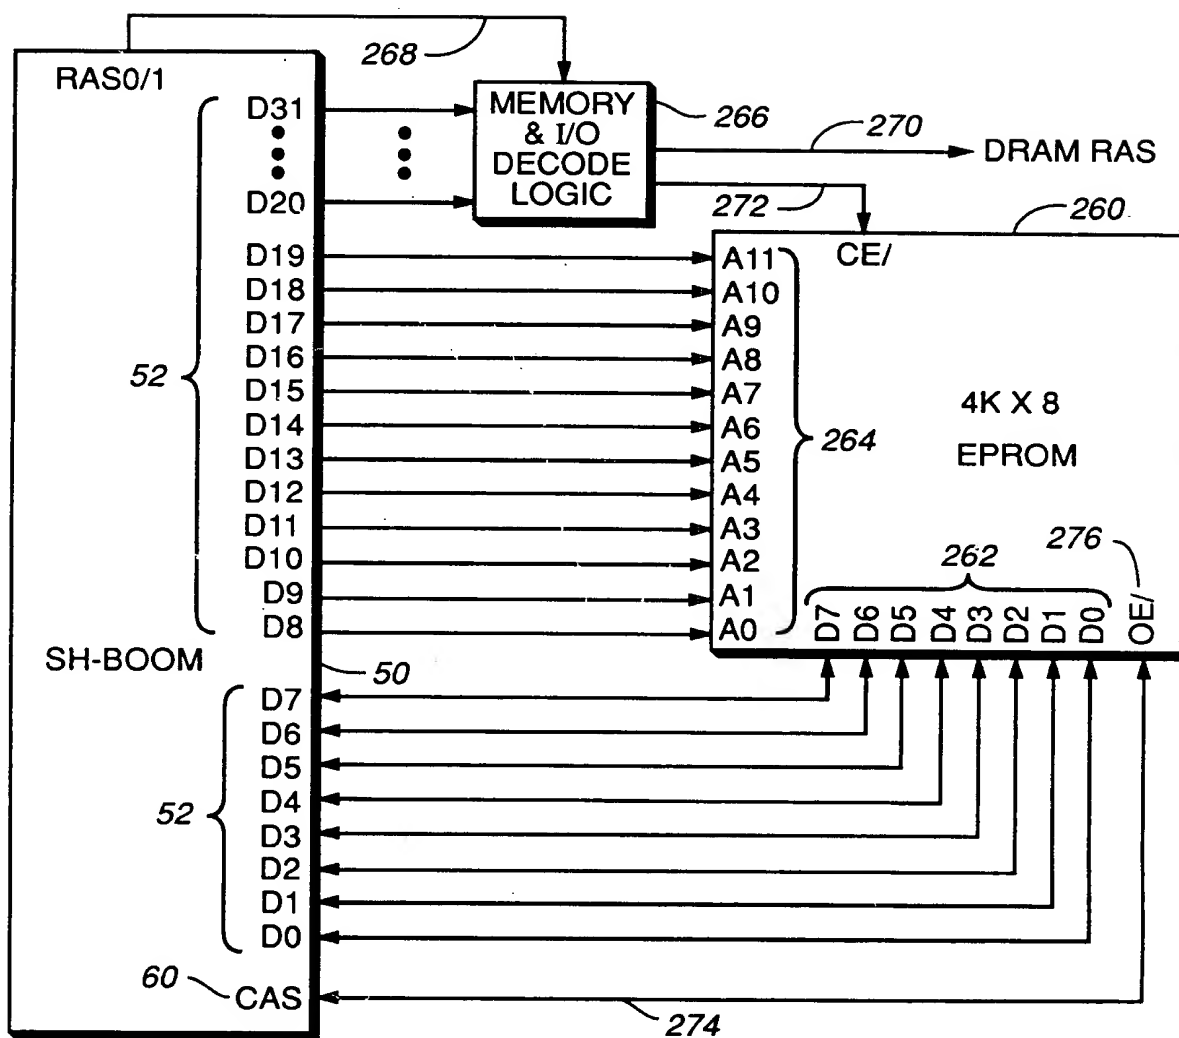 268
RAS0/1
D31
D20
MEMORY
& I/O
DECODE
LOGIC
266
270
DRAM RAS
272
260
CE/
52
D19
D18
D17
D16
D15
D14
D13
D12
D11
D10
D9
D8
A11
A10
A9
A8
A7
A6
A5
A4
A3
A2
A1
A0
264
4K X 8
EPROM
262
276
D7
D6
D5
D4
D3
D2
D1
D0
OE/
SH-BOOM
50
52
D7
D6
D5
D4
D3
D2
D1
D0
60
CAS
274